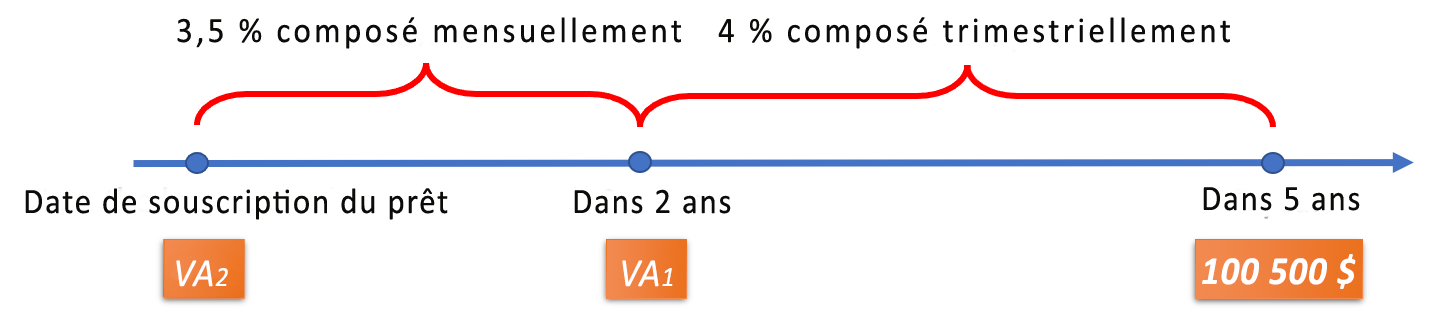 3,5 % composé mensuellement 4 % composé trimestriellement
Date de souscription du prêt Dans 2 ans Dans 5 ans
VA2 VA1 100 500 $